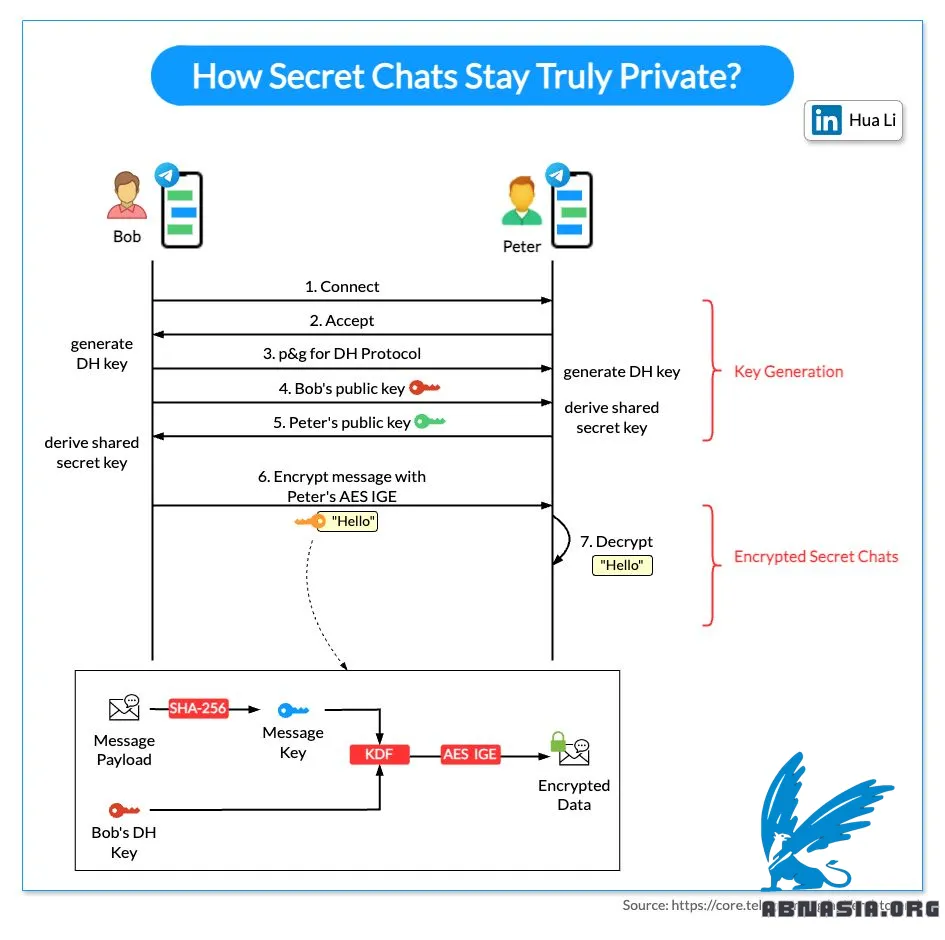 How Secret Chats Stay Truly Private?
in Hua Li
Bob
Peter
1. Connect
2. Accept
generate
DH key
3. p&g for DH Protocol
generate DH key
Key Generation
4. Bob's public key
derive shared
secret key
5. Peter's public key
derive shared
secret key
6. Encrypt message with
Peter's AES IGE
"Hello"
7. Decrypt
"Hello"
Encrypted Secret Chats
Message
Payload
SHA-256
Message
Key
KDF
AES IGE
Encrypted
Data
Bob's DH
Key
Source: https://core.tele
ABNASIA.ORG